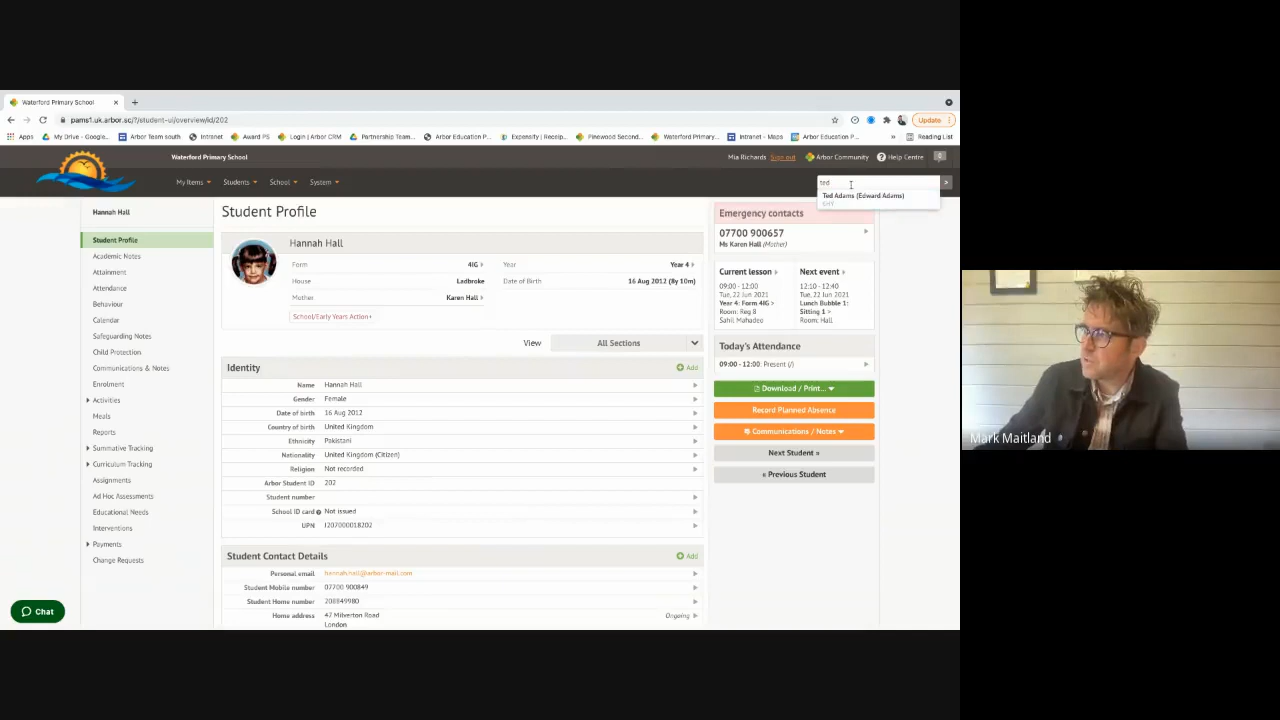 Waterford Primary School
pams1.uk.arbor.sc/?/student-ui/overview/id/202
Update
Apps
My Drive - Google...
Arbor Team south
Intranet
Award PS
Login | Arbor CRM
Partnership Team...
Arbor Education P...
Expensify | Receip...
Pinewood Second...
Waterford Primary...
Intranet - Maps
Arbor Education P...
»
Reading List
Waterford Primary School
Mia Richards Sign out Arbor Community Help Centre
My Items Students School System
ted
>
Ted Adams (Edward Adams)
Hannah Hall
Student Profile
Academic Notes
Attainment
Attendance
Behaviour
Calendar
Safeguarding Notes
Child Protection
Communications & Notes
Enrolment
Activities
Meals
Reports
Summative Tracking
Curriculum Tracking
Assignments
Ad Hoc Assessments
Educational Needs
Interventions
Payments
Change Requests
Chat
Student Profile
Hannah Hall
Form 4IG
Year Year 4
House Ladbroke
Date of Birth 16 Aug 2012 (8y 10m)
Mother Karen Hall
School/Early Years Action
View All Sections
Identity Add
Name Hannah Hall
Gender Female
Date of birth 16 Aug 2012
Country of birth United Kingdom
Ethnicity Pakistani
Nationality United Kingdom (Citizen)
Religion Not recorded
Arbor Student ID 202
Student number
School ID card Not issued
UPN I207000018202
Student Contact Details Add
Personal email hannah.hall@arbor-mail.com
Student Mobile number 07700 900849
Student Home number 208849980
Home address 47 Milverton Road Ongoing
London
Emergency contacts
07700 900657
Ms Karen Hall (Mother)
Current lesson
09:00 - 12:00
Tue, 22 Jun 2021
Year 4: Form 4IG >
Room: Reg 8
Sahil Mahadeo
Next event
12:10 - 12:40
Tue, 22 Jun 2021
Lunch Bubble 1:
Sitting 1 >
Room: Hall
Today's Attendance
09:00 - 12:00: Present (/)
Download / Print...
Record Planned Absence
Communications / Notes
Next Student »
« Previous Student
Mark Maitland